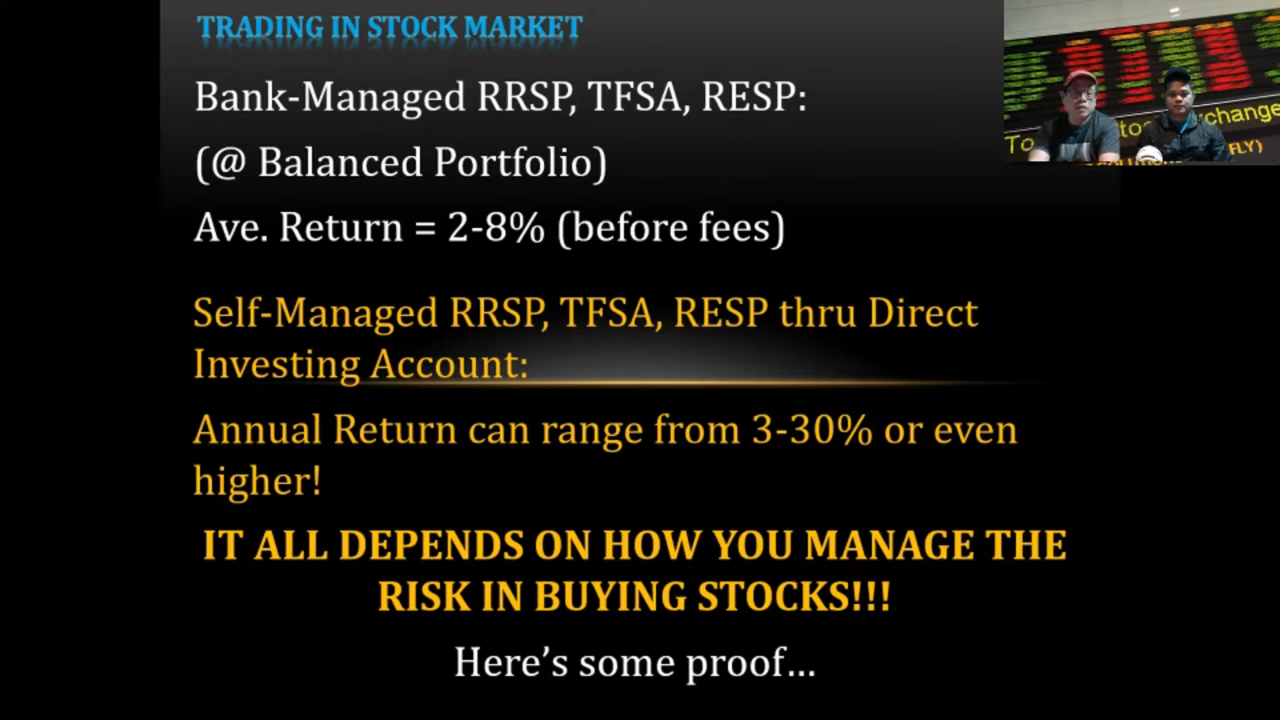 TRADING IN STOCK MARKET
Bank-Managed RRSP, TFSA, RESP:
(@ Balanced Portfolio)
Ave. Return = 2-8% (before fees)
Self-Managed RRSP, TFSA, RESP thru Direct
Investing Account:
Annual Return can range from 3-30% or even
higher!
IT ALL DEPENDS ON HOW YOU MANAGE THE
RISK IN BUYING STOCKS!!!
Here's some proof...
FLY)